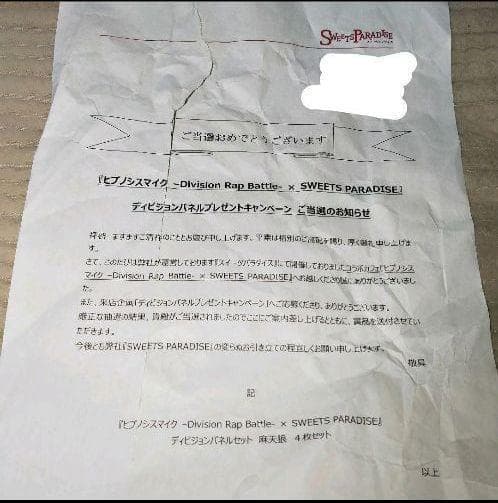 SWEETS PARADISE
ご当選おめでとうございます
『ヒプノシスマイク -Division Rap Battle- × SWEETS PARADISE』
ディビジョンパネルプレゼントキャンペーン ご当選のお知らせ
拝啓 ますますご清祥のこととお慶び申し上げます。平素は格別のご高配を賜り、厚く御礼申し上げま
す。
さて、このたびは弊社が運営しております『スイーツパラダイス』にて開催しておりましたコラボカフェ『ヒプノシス
マイク -Division Rap Battle- × SWEETS PARADISE』へお越しくださり誠にありがとうございまし
た。
また、来店企画「ディビジョンパネルプレゼントキャンペーン」へご応募くださり、ありがとうございます。
厳正な抽選の結果、貴殿がご当選されましたのでここにご案内差し上げるとともに、賞品を送付させてい
ただきます。
今後とも弊社『SWEETS PARADISE』の変らぬお引き立ての程宜しくお願い申し上げます。
敬具
記
『ヒプノシスマイク -Division Rap Battle- × SWEETS PARADISE』
ディビジョンパネルセット 麻天狼 4枚セット
以上